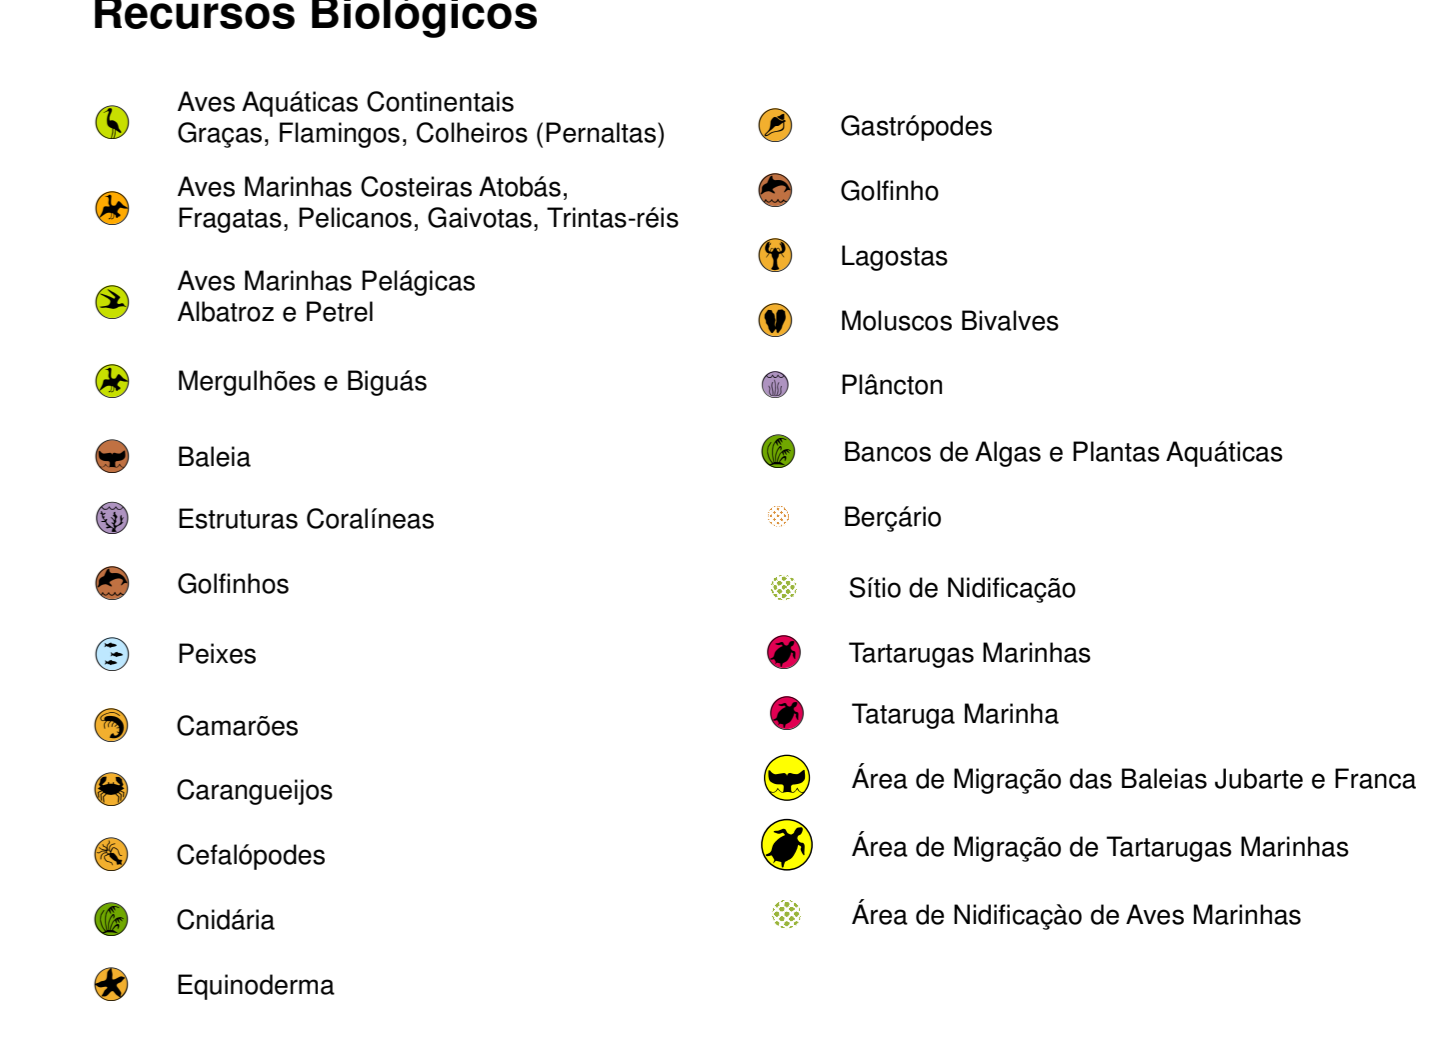 Recursos Biológicos
Aves Aquáticas Continentais
Graças, Flamingos, Colheiros (Pernaltas)
Aves Marinhas Costeiras Atobás,
Fragatas, Pelicanos, Gaivotas, Trintas-réis
Aves Marinhas Pelágicas
Albatroz e Petrel
Mergulhões e Biguás
Baleia
Estruturas Coralíneas
Golfinhos
Peixes
Camarões
Carangueijos
Cefalópodes
Cnidária
Equinoderma
Gastrópodes
Golfinho
Lagostas
Moluscos Bivalves
Plâncton
Bancos de Algas e Plantas Aquáticas
Berçário
Sítio de Nidificação
Tartarugas Marinhas
Tataruga Marinha
Área de Migração das Baleias Jubarte e Franca
Área de Migração de Tartarugas Marinhas
Área de Nidificaçào de Aves Marinhas